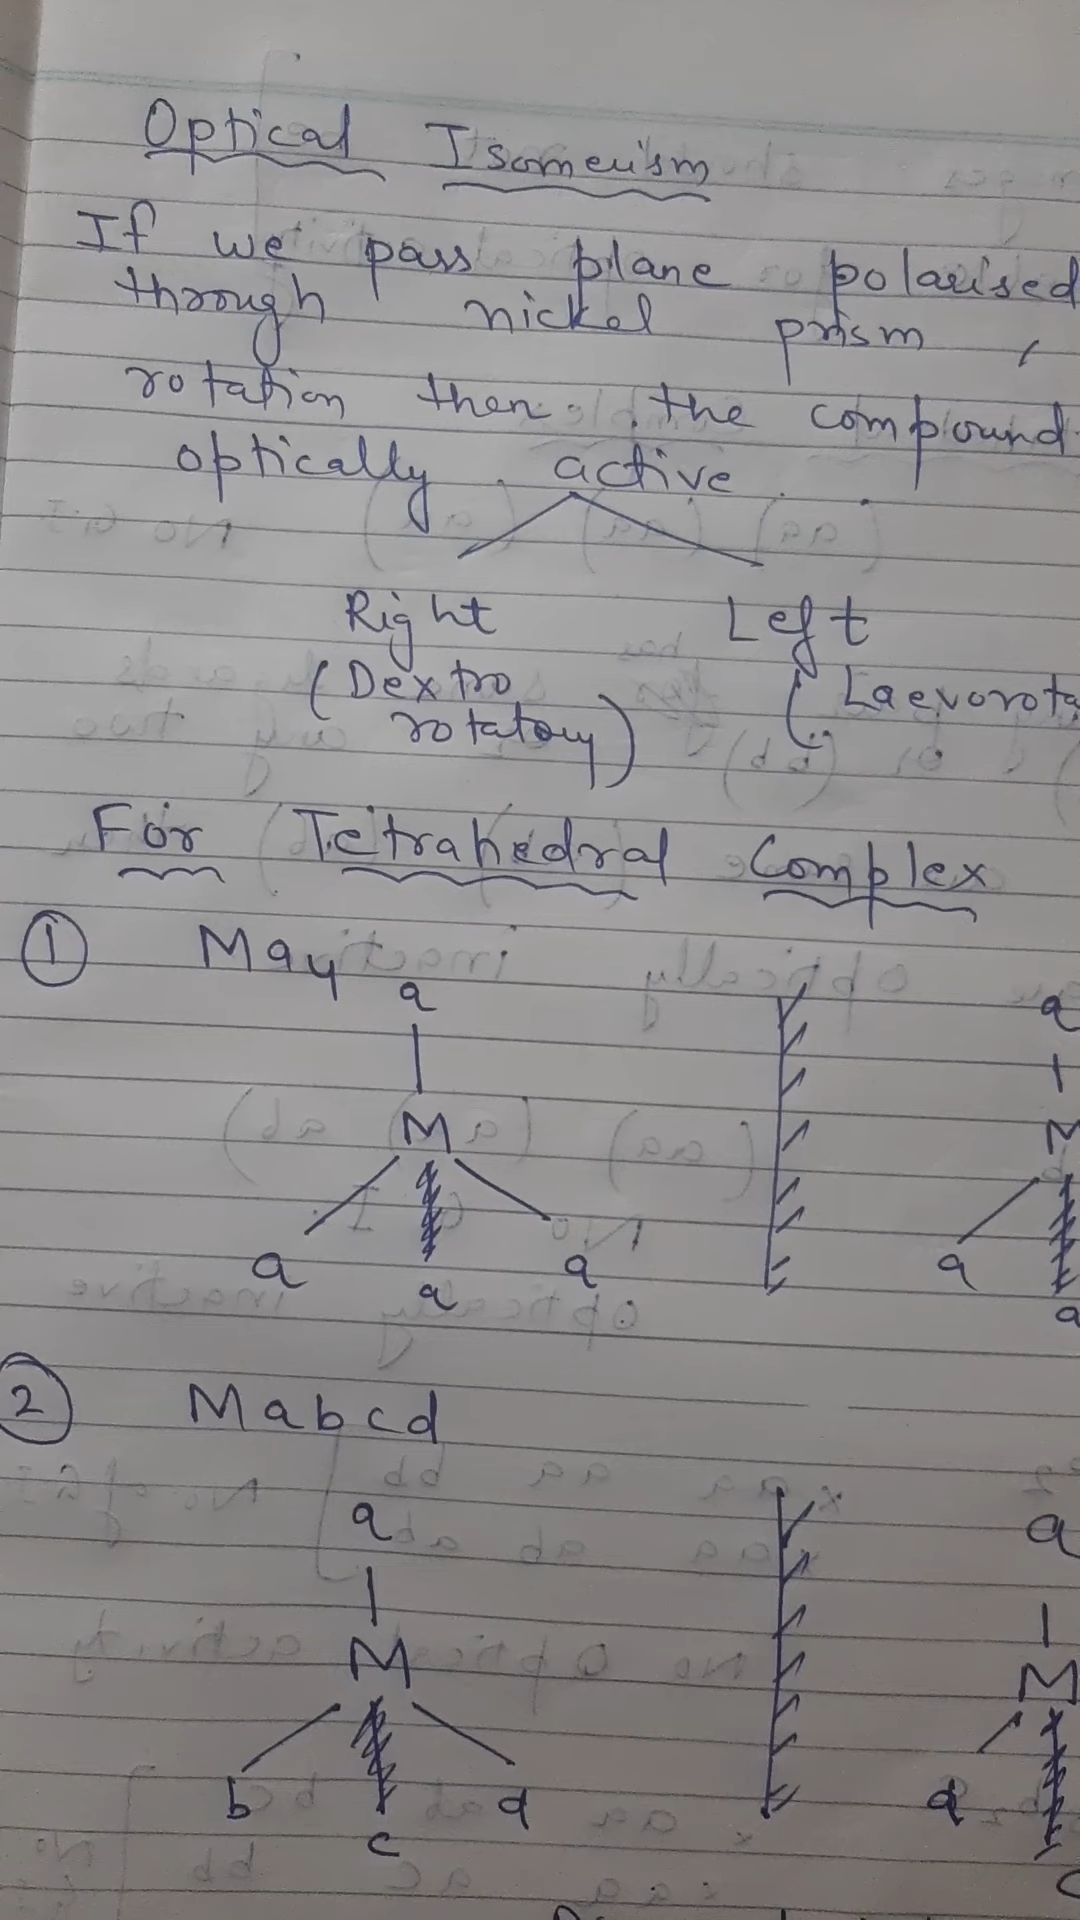 Optical Isomerism
If we pass plane polarised
through nickel prism,
rotation then the compound
optically active.
Right Left
(Dextro (Laevorota
rotatory)
For Tetrahedral Complex
① Ma4
a a
M M
a a a a a
② Mabcd
a a
M M
b c d d c